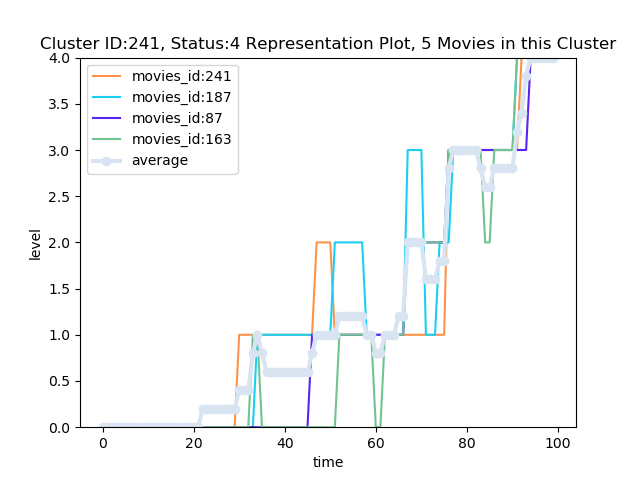 Cluster ID:241, Status:4 Representation Plot, 5 Movies in this Cluster
movies_id:241
movies_id:187
movies_id:87
movies_id:163
average
level
4.0
3.5
3.0
2.5
2.0
1.5
1.0
0.5
0.0
0 20 40 60 80 100
time